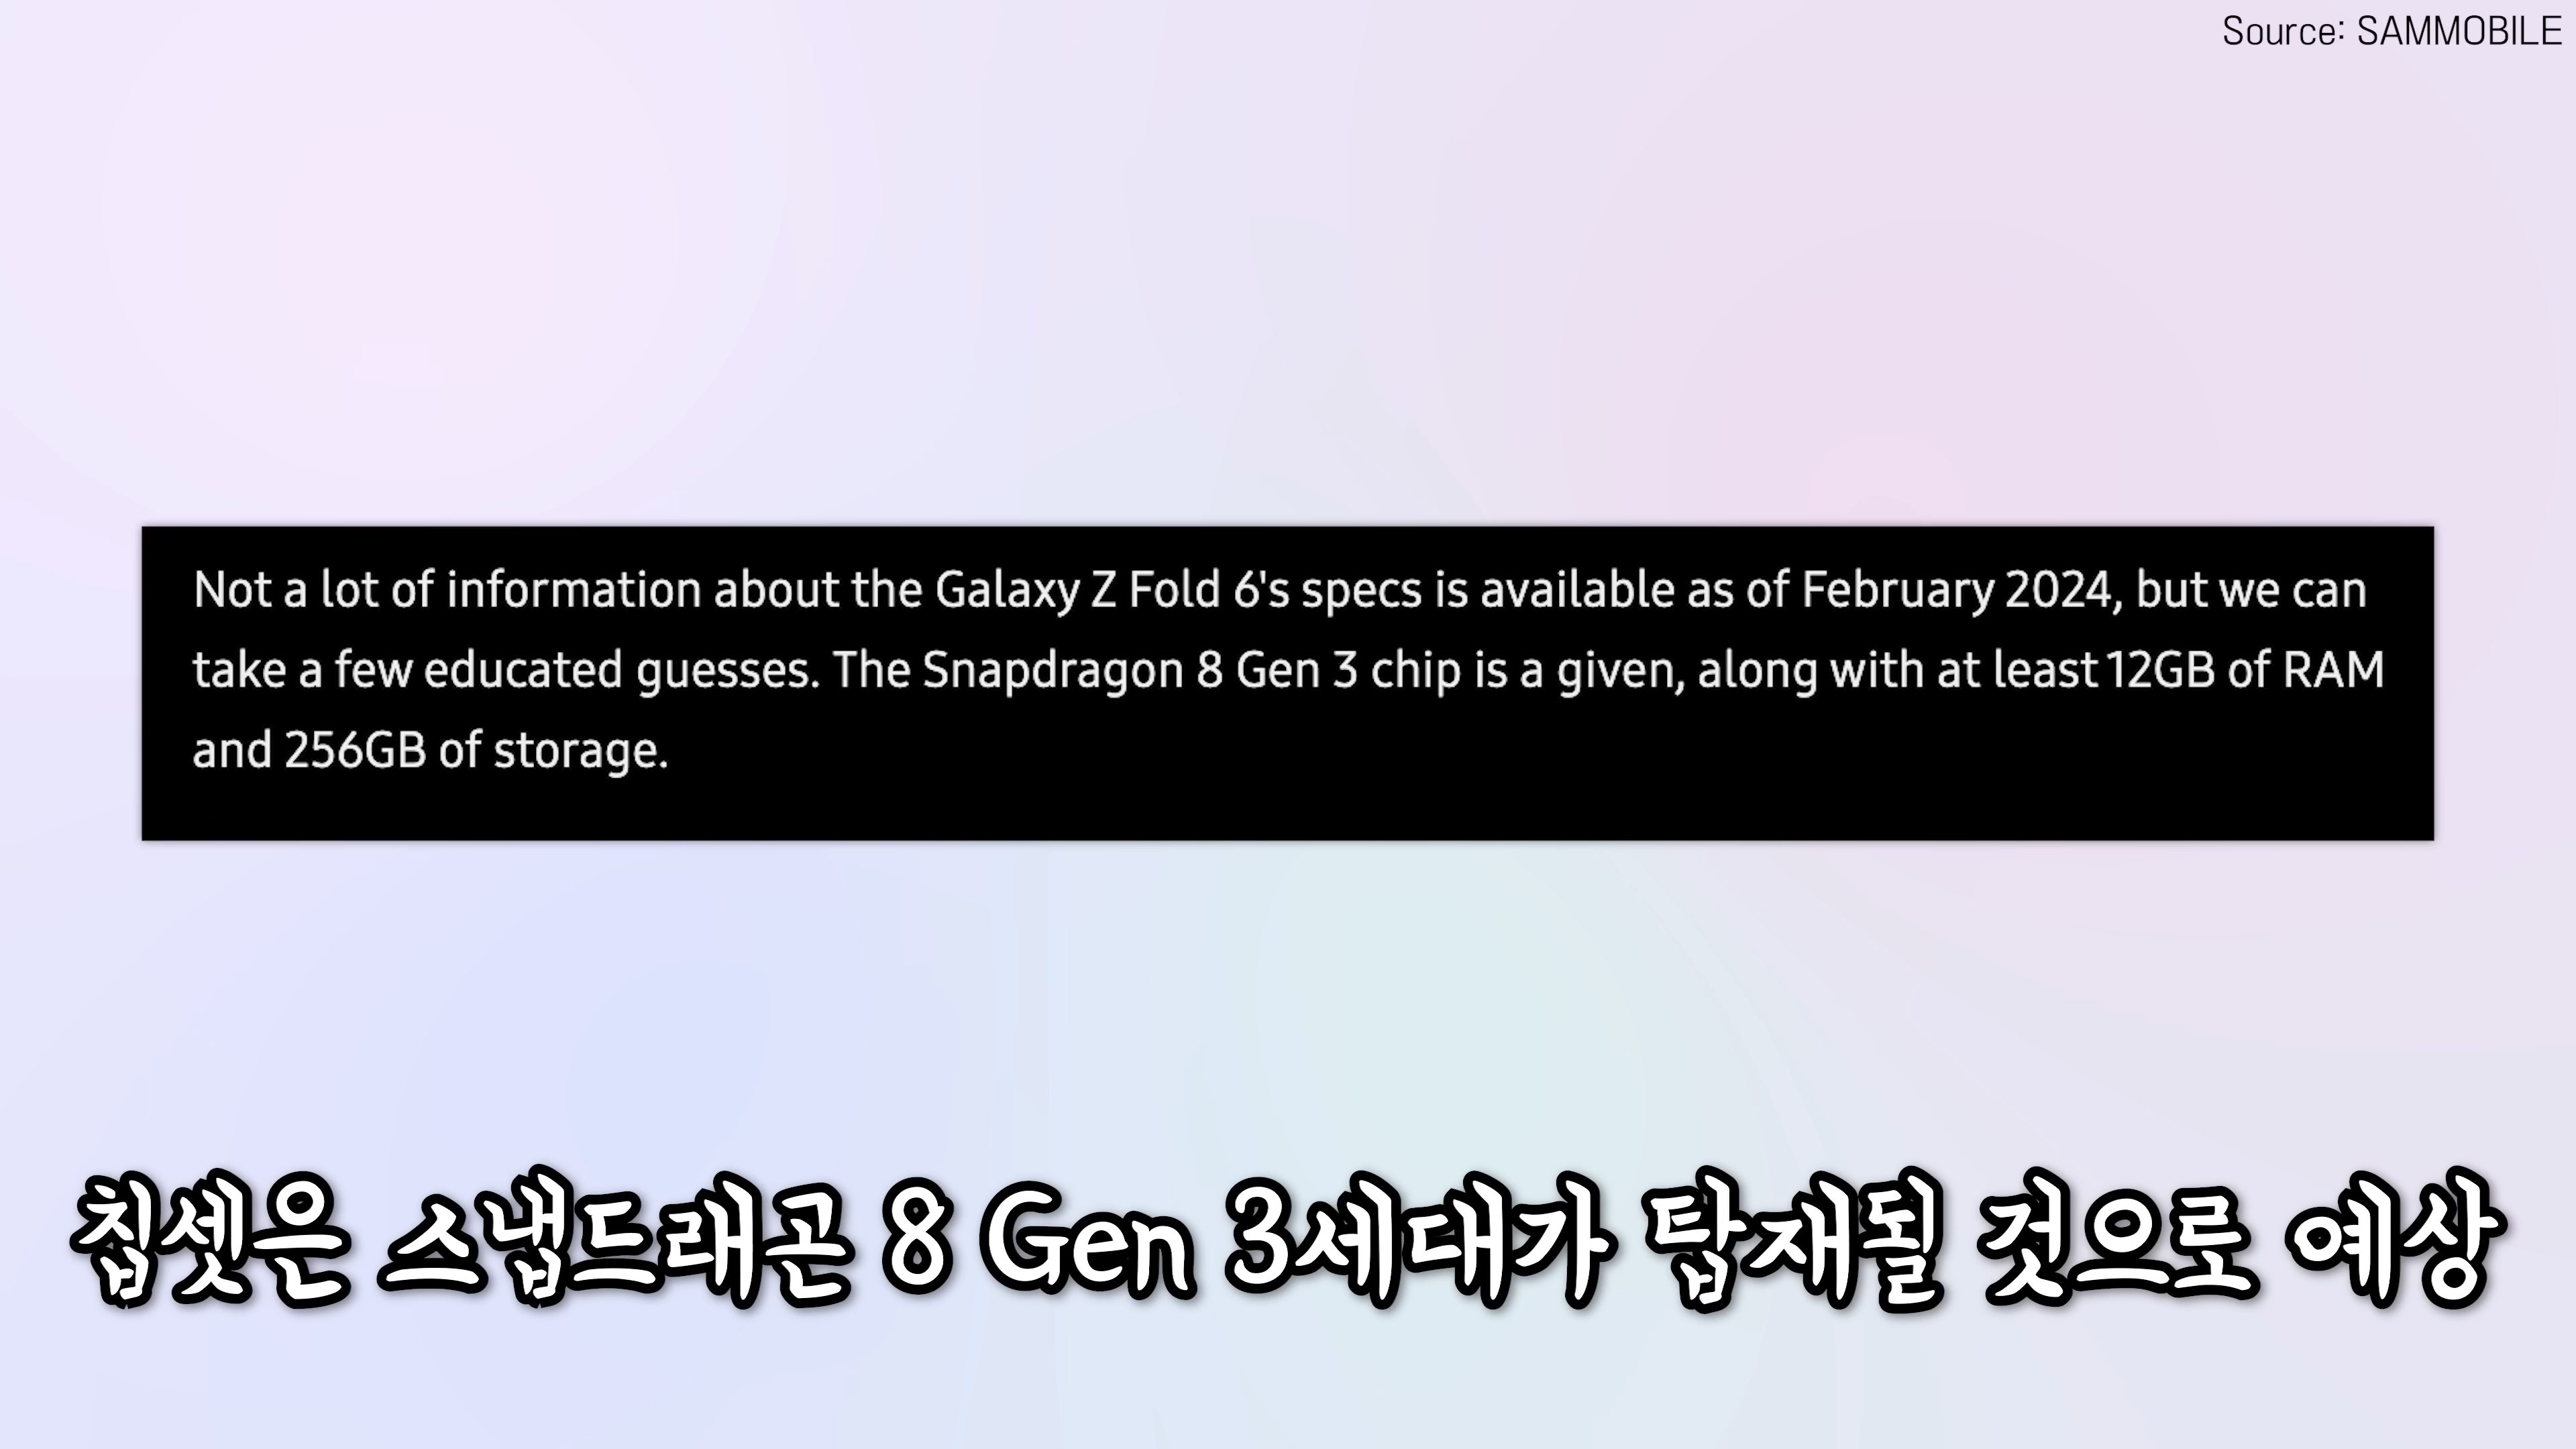 Source: SAMMOBILE
Not a lot of information about the Galaxy Z Fold 6's specs is available as of February 2024, but we can
take a few educated guesses. The Snapdragon 8 Gen 3 chip is a given, along with at least 12GB of RAM
and 256GB of storage.
칩셋은 스냅드래곤 8 Gen 3세대가 탑재될 것으로 예상